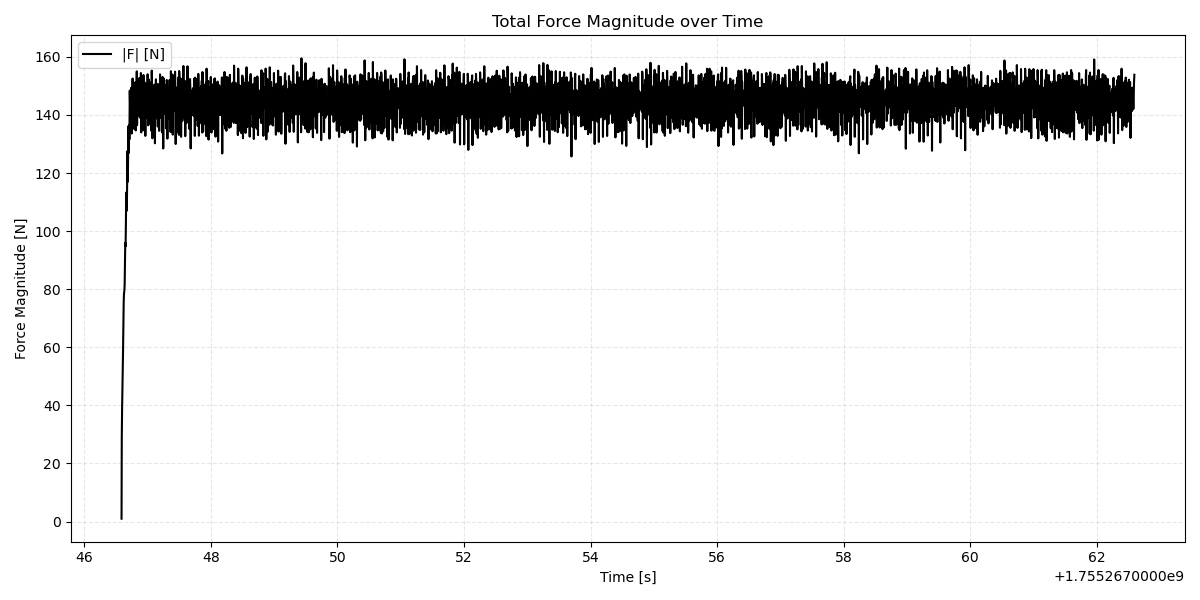 Total Force Magnitude over Time
|F| [N]
160
140
120
100
80
60
40
20
0
Force Magnitude [N]
46 48 50 52 54 56 58 60 62
Time [s]
+1.7552670000e9